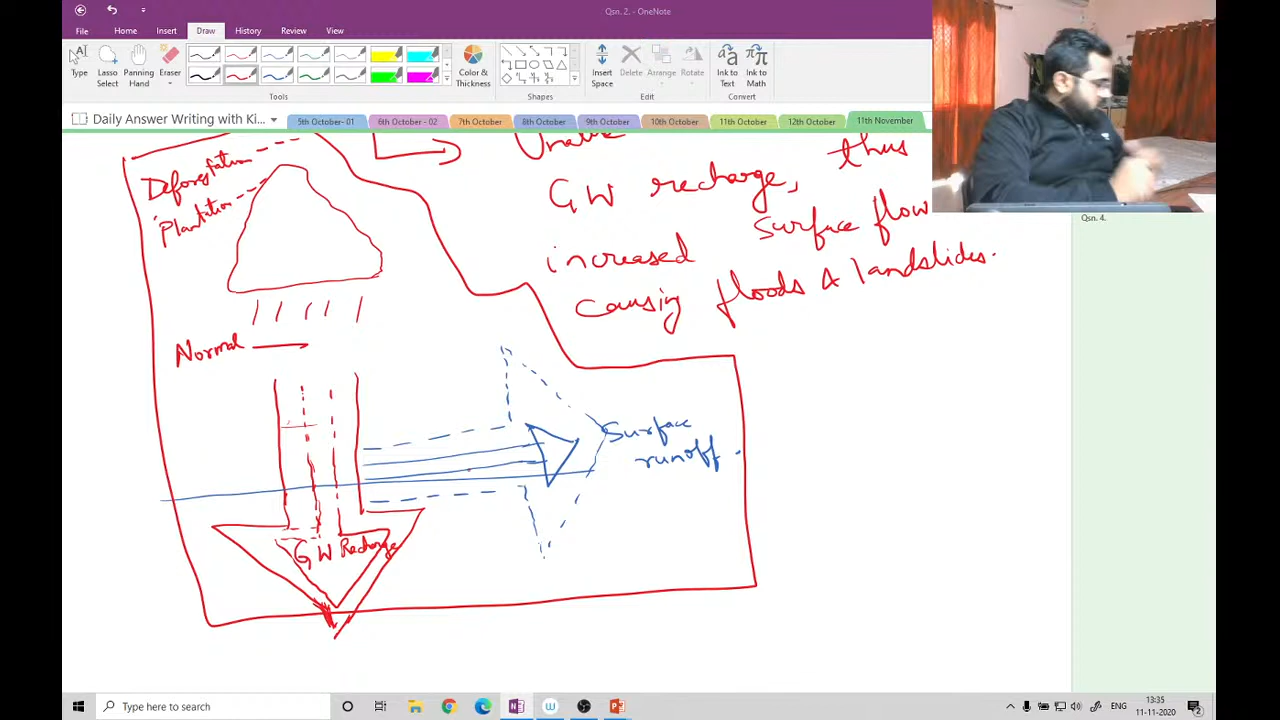 Qsn. 2. - OneNote
File Home Insert Draw History Review View
Type
Lasso Select
Panning Hand
Eraser
Color & Thickness
Insert Space
Delete
Arrange
Rotate
Ink to Text
Ink to Math
Tools
Shapes
Edit
Convert
Daily Answer Writing with Ki...
5th October- 01
6th October - 02
7th October
8th October
9th October
10th October
11th October
12th October
11th November
Qsn. 4.
GW recharge, thus
increased surface flow
causing floods & landslides.
Deforestation
Plantation
Normal
Surface
runoff.
GW Recharge
Type here to search
ENG
13:35
11-11-2020
2